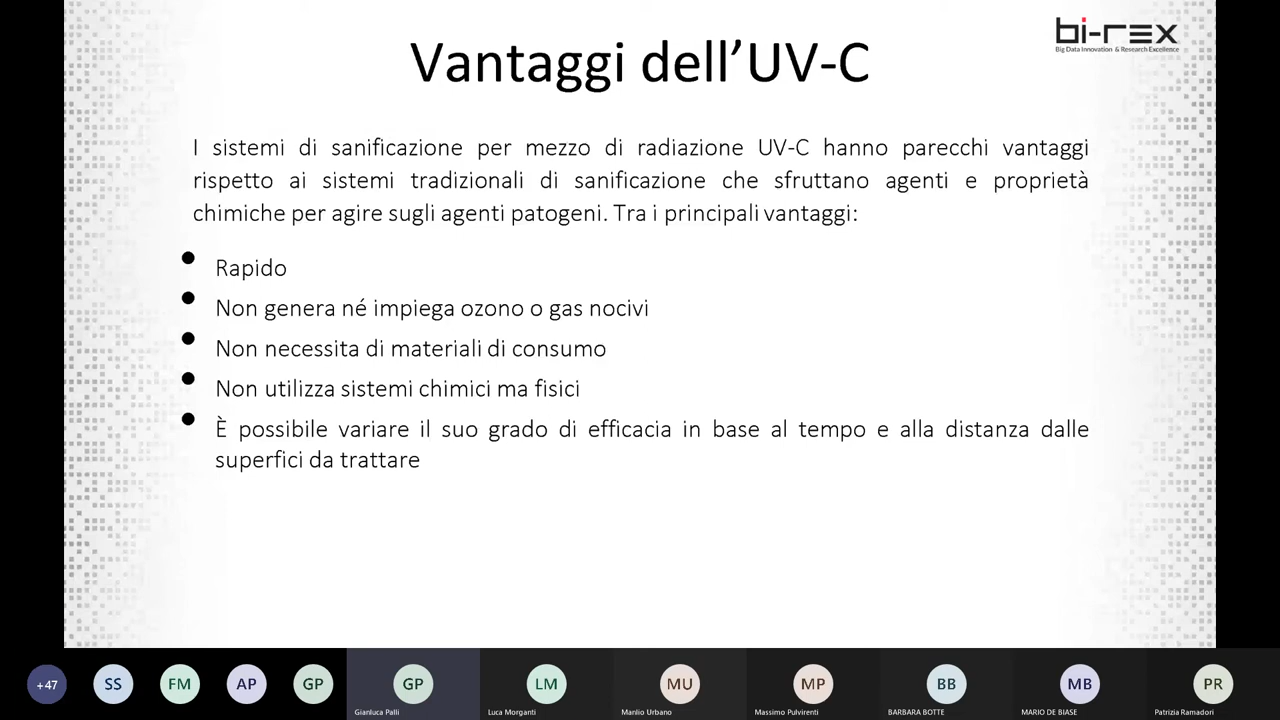 bi-rex
Big Data Innovation & Research Excellence
Vantaggi dell’UV-C
I sistemi di sanificazione per mezzo di radiazione UV-C hanno parecchi vantaggi
rispetto ai sistemi tradizionali di sanificazione che sfruttano agenti e proprietà
chimiche per agire sugli agenti patogeni. Tra i principali vantaggi:
Rapido
Non genera né impiega ozono o gas nocivi
Non necessita di materiali di consumo
Non utilizza sistemi chimici ma fisici
È possibile variare il suo grado di efficacia in base al tempo e alla distanza dalle
superfici da trattare
+47 SS FM AP GP GP LM MU MP BB MB PR
Gianluca Palli Luca Morganti Manlio Urbano Massimo Pulvirenti BARBARA BOTTE MARIO DE BIASE Patrizia Ramadori